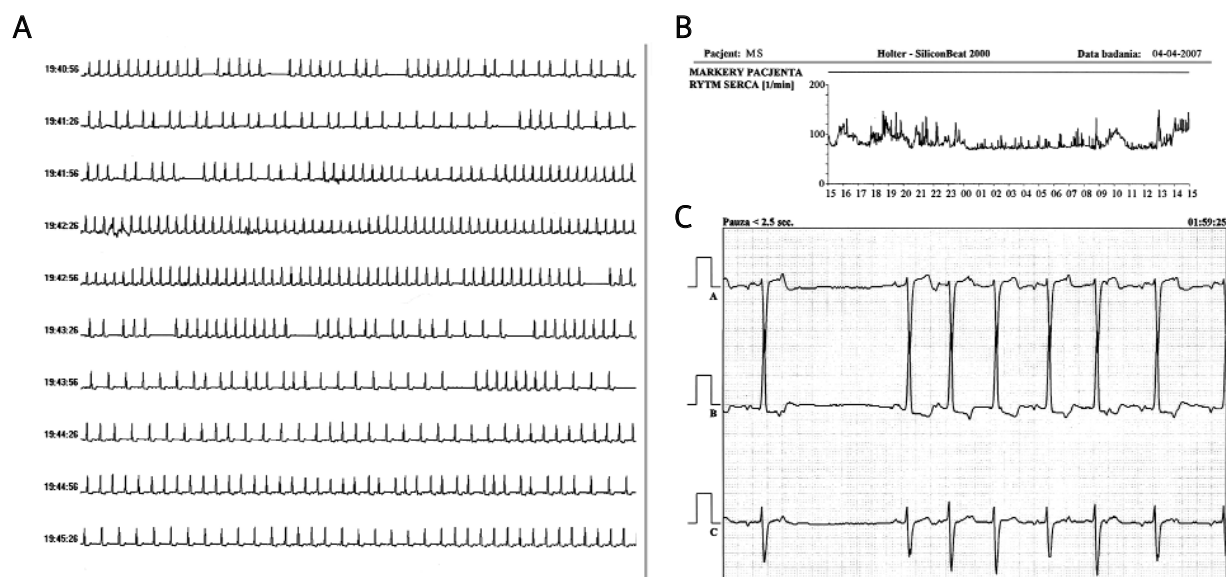 A
19:40:56
19:41:26
19:41:56
19:42:26
19:42:56
19:43:26
19:43:56
19:44:26
19:44:56
19:45:26
B
Pacjent: MS Holter - SiliconBeat 2000 Data badania: 04-04-2007
MARKERY PACJENTA
RYTM SERCA [1/min]
200
100
0
15 16 17 18 19 20 21 22 23 00 01 02 03 04 05 06 07 08 09 10 11 12 13 14 15
C
Pauza < 2.5 sec. 01:59:25
A
B
C